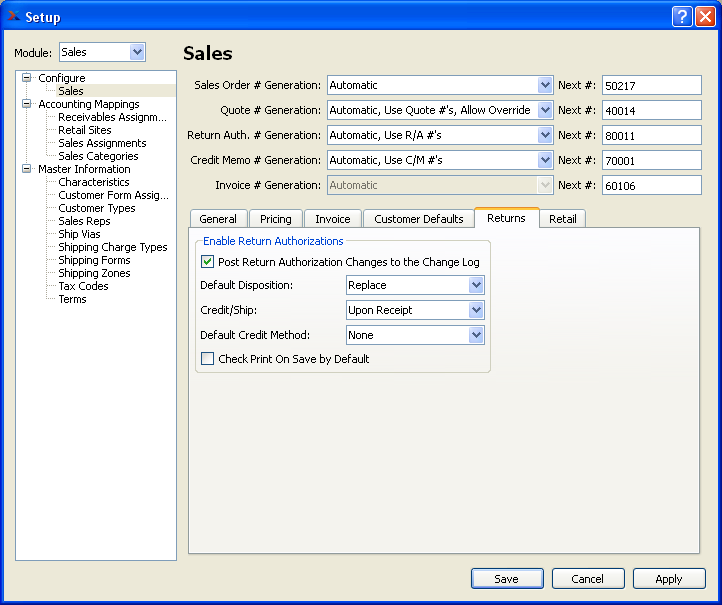 Setup
Module: Sales
Configure
Sales
Accounting Mappings
Receivables Assignm...
Retail Sites
Sales Assignments
Sales Categories
Master Information
Characteristics
Customer Form Assig...
Customer Types
Sales Reps
Ship Vias
Shipping Charge Types
Shipping Forms
Shipping Zones
Tax Codes
Terms
Sales
Sales Order # Generation: Automatic Next #: 50217
Quote # Generation: Automatic, Use Quote #'s, Allow Override Next #: 40014
Return Auth. # Generation: Automatic, Use R/A #'s Next #: 80011
Credit Memo # Generation: Automatic, Use C/M #'s Next #: 70001
Invoice # Generation: Automatic Next #: 60106
General Pricing Invoice Customer Defaults Returns Retail
Enable Return Authorizations
Post Return Authorization Changes to the Change Log
Default Disposition: Replace
Credit/Ship: Upon Receipt
Default Credit Method: None
Check Print On Save by Default
Save Cancel Apply